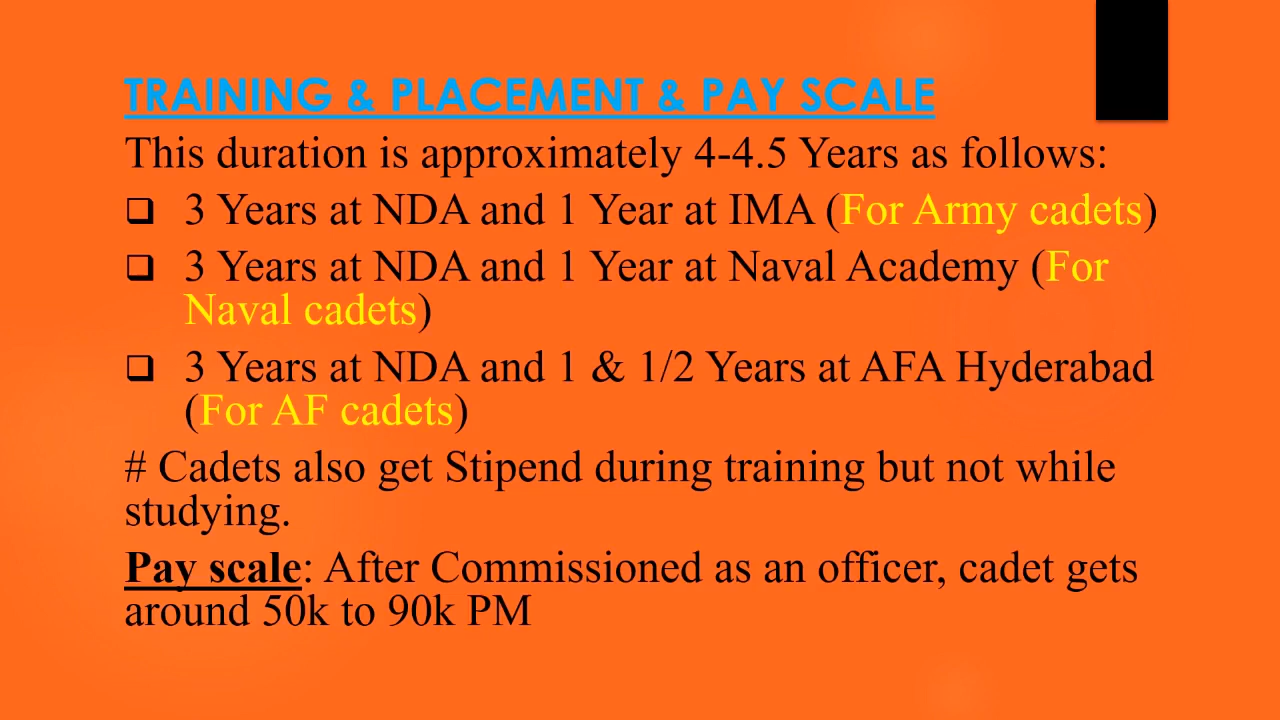 TRAINING & PLACEMENT & PAY SCALE
This duration is approximately 4-4.5 Years as follows:
❑ 3 Years at NDA and 1 Year at IMA (For Army cadets)
❑ 3 Years at NDA and 1 Year at Naval Academy (For
Naval cadets)
❑ 3 Years at NDA and 1 & 1/2 Years at AFA Hyderabad
(For AF cadets)
# Cadets also get Stipend during training but not while
studying.
Pay scale: After Commissioned as an officer, cadet gets
around 50k to 90k PM